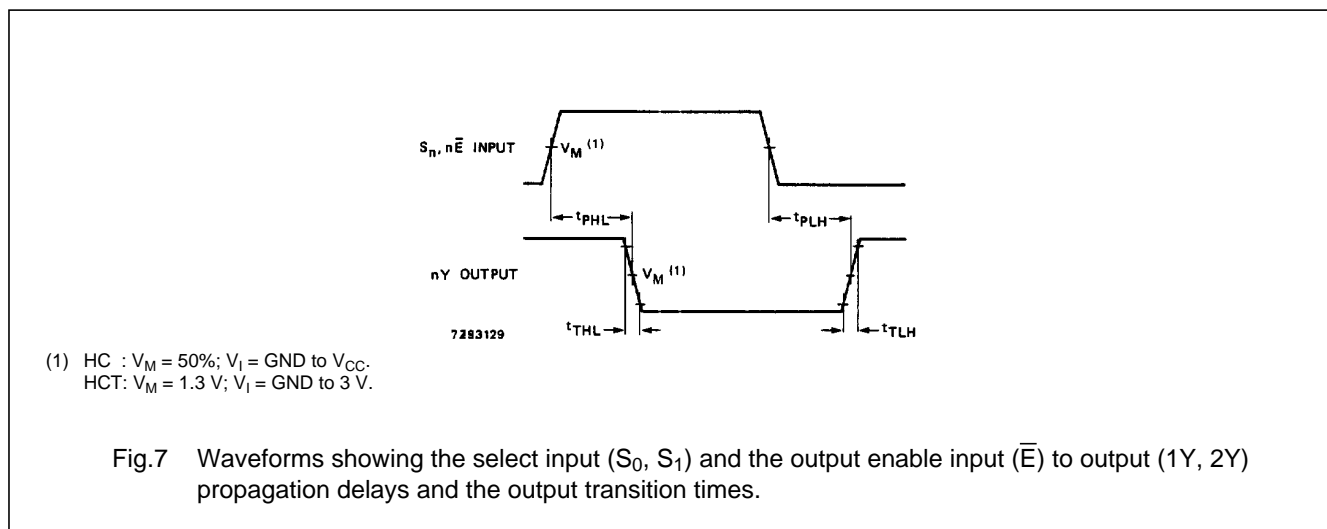 Sn, nE̅ INPUT
VM (1)
tPHL
tPLH
nY OUTPUT
VM (1)
tTHL
tTLH
7Z93129
(1) HC : VM = 50%; VI = GND to VCC.
HCT: VM = 1.3 V; VI = GND to 3 V.
Fig.7 Waveforms showing the select input (S0, S1) and the output enable input (E̅) to output (1Y, 2Y)
propagation delays and the output transition times.